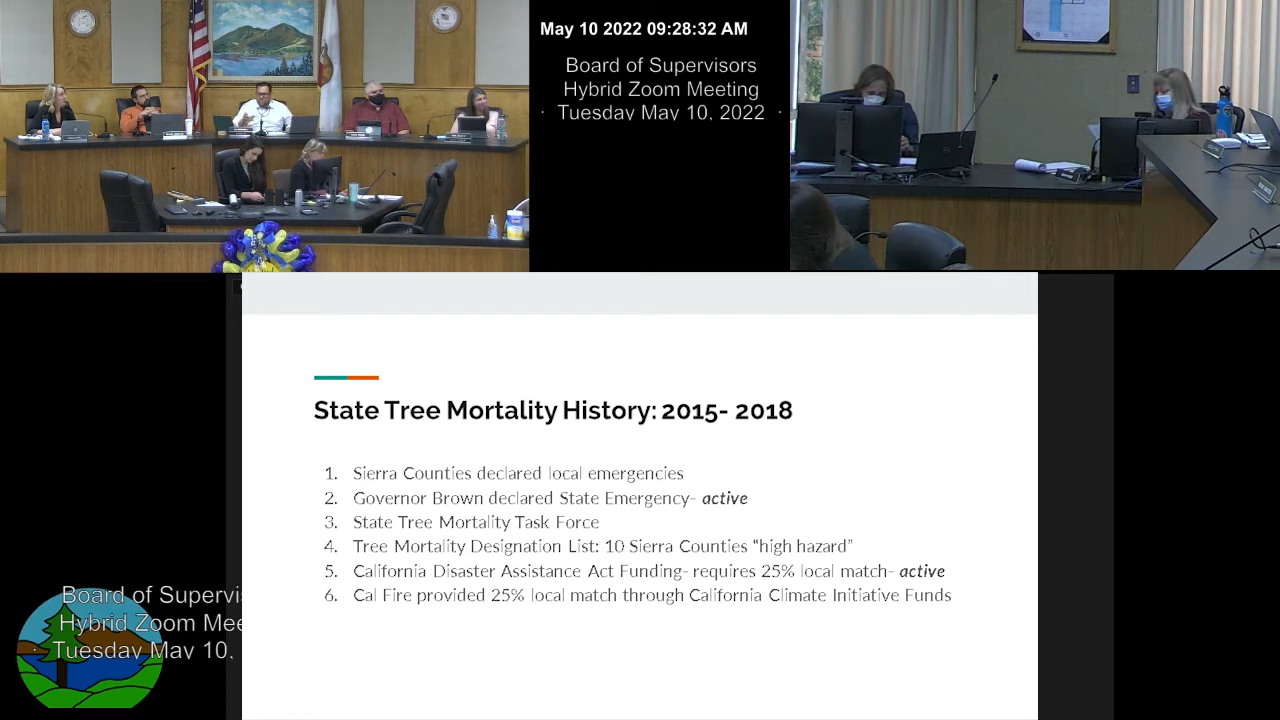 May 10 2022 09:28:32 AM
Board of Supervisors
Hybrid Zoom Meeting
· Tuesday May 10, 2022 ·
State Tree Mortality History: 2015- 2018
1. Sierra Counties declared local emergencies
2. Governor Brown declared State Emergency- active
3. State Tree Mortality Task Force
4. Tree Mortality Designation List: 10 Sierra Counties "high hazard"
5. California Disaster Assistance Act Funding- requires 25% local match- active
6. Cal Fire provided 25% local match through California Climate Initiative Funds
Board of Supervi
Hybrid Zoom Mee
· Tuesday May 10,